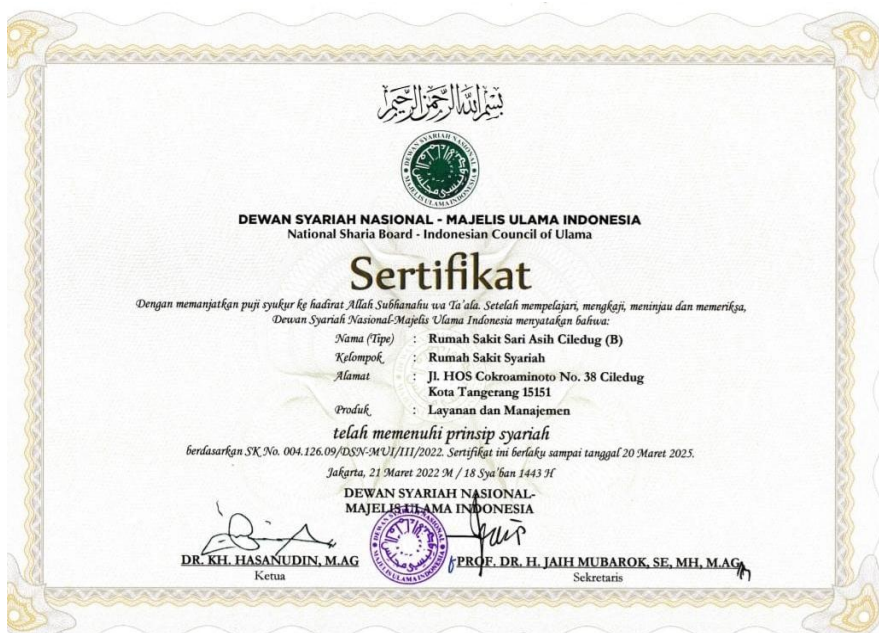 بسم الله الرحمن الرحيم
DEWAN SYARIAH NASIONAL
MAJELIS ULAMA INDONESIA
DEWAN SYARIAH NASIONAL - MAJELIS ULAMA INDONESIA
National Sharia Board - Indonesian Council of Ulama
Sertifikat
Dengan memanjatkan puji syukur ke hadirat Allah Subhanahu wa Ta'ala. Setelah mempelajari, mengkaji, meninjau dan memeriksa,
Dewan Syariah Nasional-Majelis Ulama Indonesia menyatakan bahwa:
Nama (Tipe) : Rumah Sakit Sari Asih Ciledug (B)
Kelompok : Rumah Sakit Syariah
Alamat : Jl. HOS Cokroaminoto No. 38 Ciledug
Kota Tangerang 15151
Produk : Layanan dan Manajemen
telah memenuhi prinsip syariah
berdasarkan SK No. 004.126.09/DSN-MUI/III/2022. Sertifikat ini berlaku sampai tanggal 20 Maret 2025.
Jakarta, 21 Maret 2022 M / 18 Sya'ban 1443 H
DEWAN SYARIAH NASIONAL-
MAJELIS ULAMA INDONESIA
DR. KH. HASANUDIN, M.AG
Ketua
PROF. DR. H. JAIH MUBAROK, SE, MH, M.AG
Sekretaris